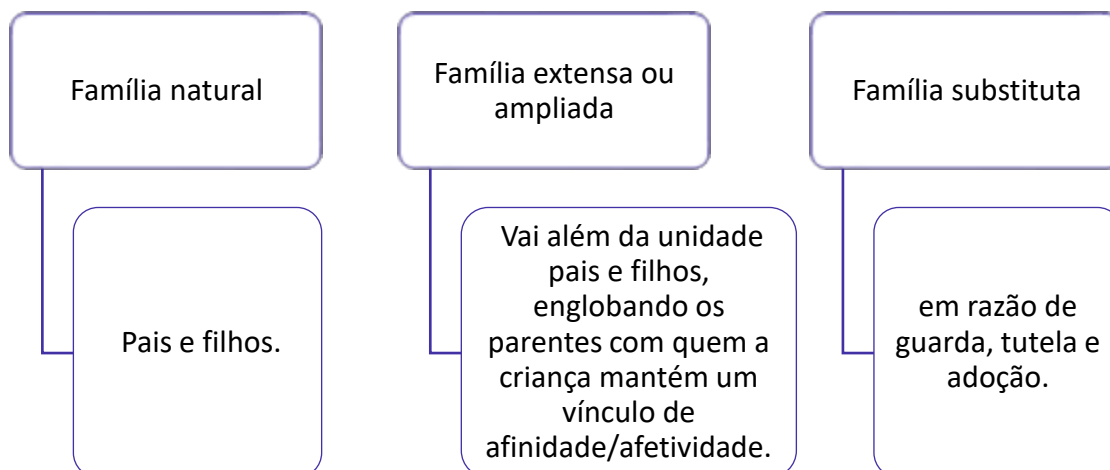 Família natural
Pais e filhos.
Família extensa ou
ampliada
Vai além da unidade
pais e filhos,
englobando os
parentes com quem a
criança mantém um
vínculo de
afinidade/afetividade.
Família substituta
em razão de
guarda, tutela e
adoção.